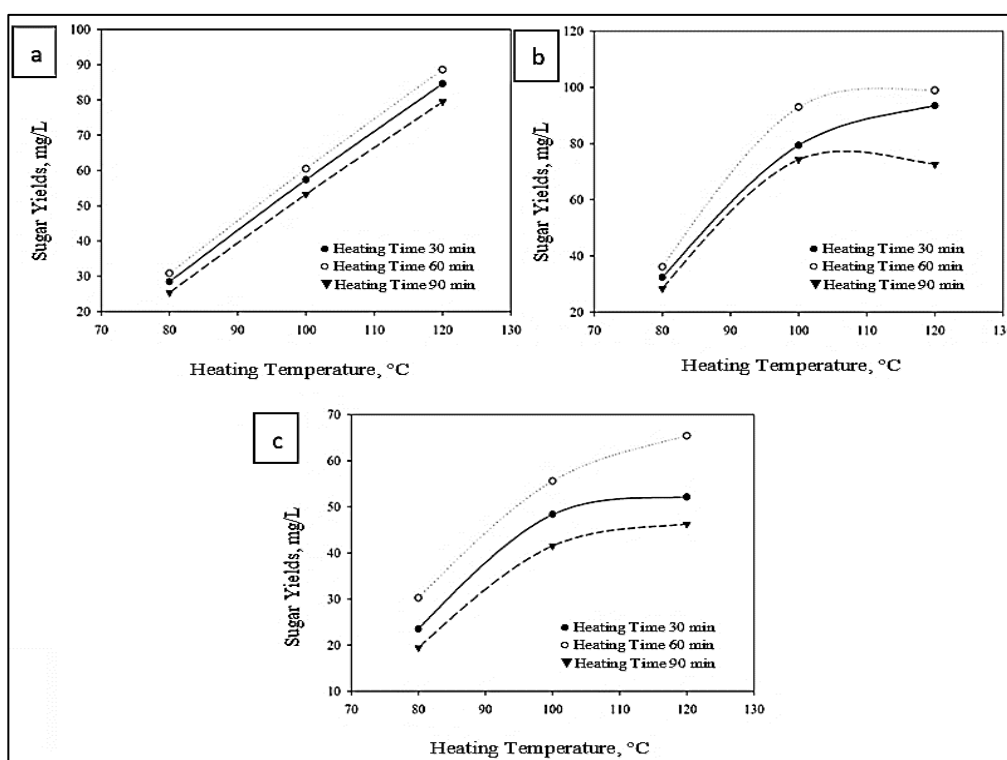 a
100
90
80
70
60
50
40
30
20
Sugar Yields, mg/L
Heating Time 30 min
Heating Time 60 min
Heating Time 90 min
70 80 90 100 110 120 130
Heating Temperature, °C
b
120
100
80
60
40
20
Sugar Yields, mg/L
Heating Time 30 min
Heating Time 60 min
Heating Time 90 min
70 80 90 100 110 120 13
Heating Temperature, °C
c
70
60
50
40
30
20
10
Sugar Yields, mg/L
Heating Time 30 min
Heating Time 60 min
Heating Time 90 min
70 80 90 100 110 120 130
Heating Temperature, °C